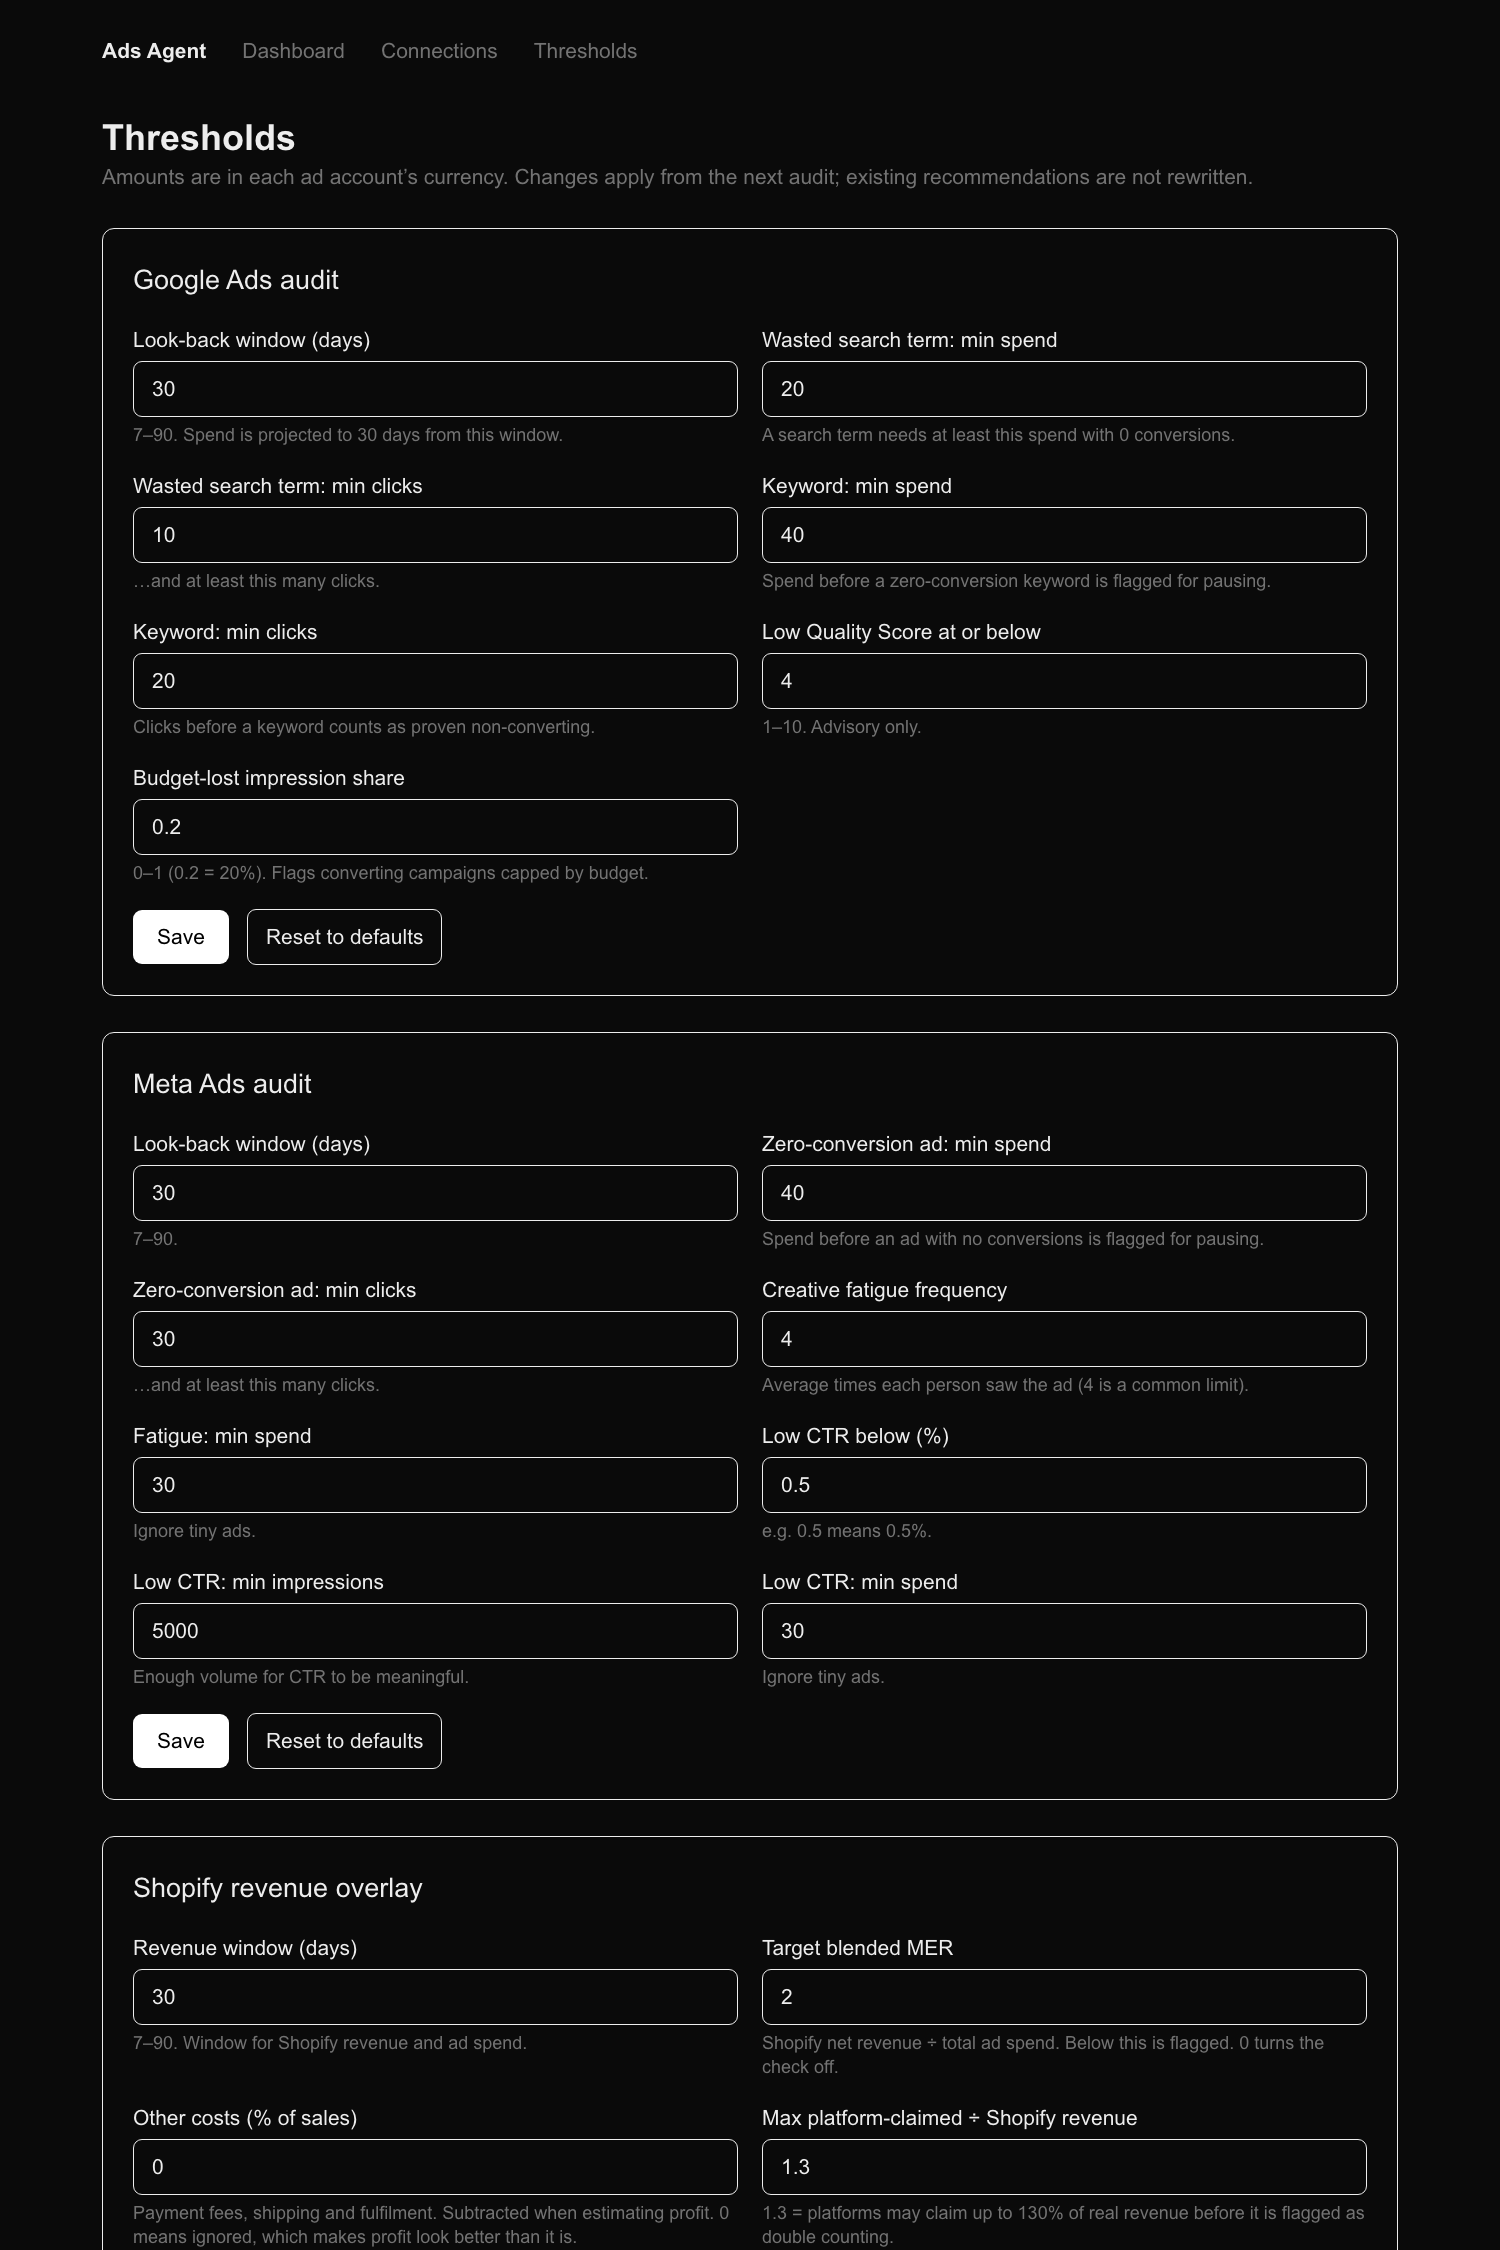 Ads Agent Dashboard Connections Thresholds
Thresholds
Amounts are in each ad account’s currency. Changes apply from the next audit; existing recommendations are not rewritten.
Google Ads audit
Look-back window (days)
30
7–90. Spend is projected to 30 days from this window.
Wasted search term: min spend
20
A search term needs at least this spend with 0 conversions.
Wasted search term: min clicks
10
…and at least this many clicks.
Keyword: min spend
40
Spend before a zero-conversion keyword is flagged for pausing.
Keyword: min clicks
20
Clicks before a keyword counts as proven non-converting.
Low Quality Score at or below
4
1–10. Advisory only.
Budget-lost impression share
0.2
0–1 (0.2 = 20%). Flags converting campaigns capped by budget.
Save Reset to defaults
Meta Ads audit
Look-back window (days)
30
7–90.
Zero-conversion ad: min spend
40
Spend before an ad with no conversions is flagged for pausing.
Zero-conversion ad: min clicks
30
…and at least this many clicks.
Creative fatigue frequency
4
Average times each person saw the ad (4 is a common limit).
Fatigue: min spend
30
Ignore tiny ads.
Low CTR below (%)
0.5
e.g. 0.5 means 0.5%.
Low CTR: min impressions
5000
Enough volume for CTR to be meaningful.
Low CTR: min spend
30
Ignore tiny ads.
Save Reset to defaults
Shopify revenue overlay
Revenue window (days)
30
7–90. Window for Shopify revenue and ad spend.
Target blended MER
2
Shopify net revenue ÷ total ad spend. Below this is flagged. 0 turns the
check off.
Other costs (% of sales)
0
Payment fees, shipping and fulfilment. Subtracted when estimating profit. 0
means ignored, which makes profit look better than it is.
Max platform-claimed ÷ Shopify revenue
1.3
1.3 = platforms may claim up to 130% of real revenue before it is flagged as
double counting.